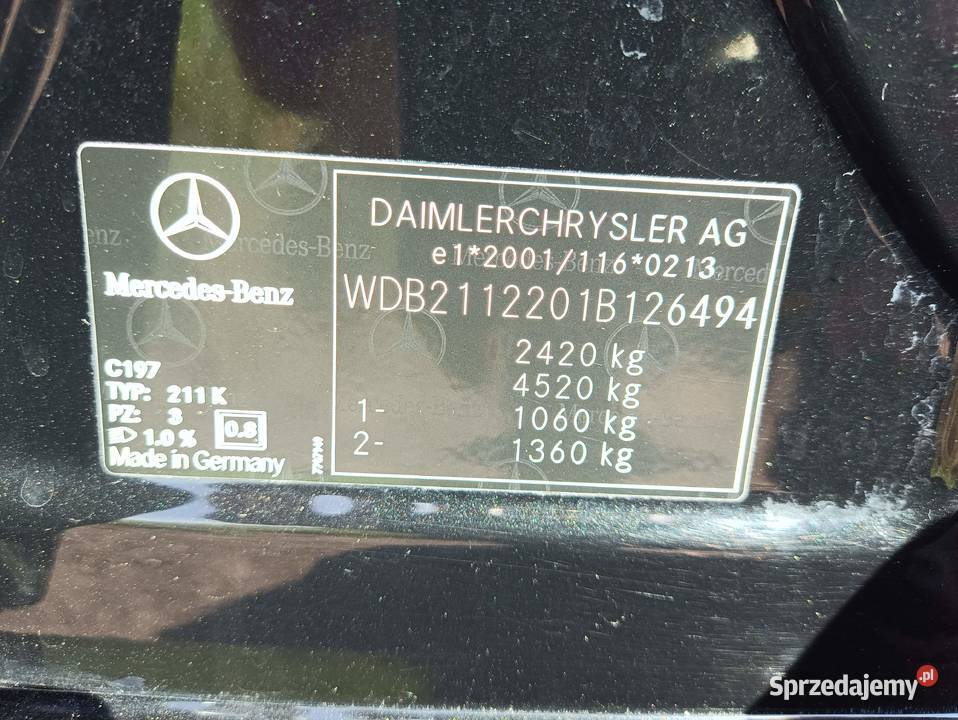 Mercedes-Benz
C197
TYP: 211 K
PZ: 3
1.0 %
0.8
Made in Germany
DAIMLERCHRYSLER AG
e1*2001/116*0213
WDB2112201B126494
2420 kg
4520 kg
1- 1060 kg
2- 1360 kg
Sprzedajemy.pl